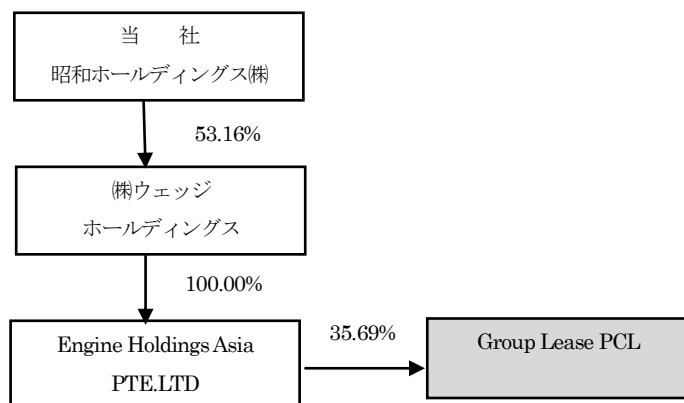 当　　社
昭和ホールディングス㈱
53.16%
㈱ウェッジ
ホールディングス
100.00%
Engine Holdings Asia
PTE.LTD
35.69%
Group Lease PCL